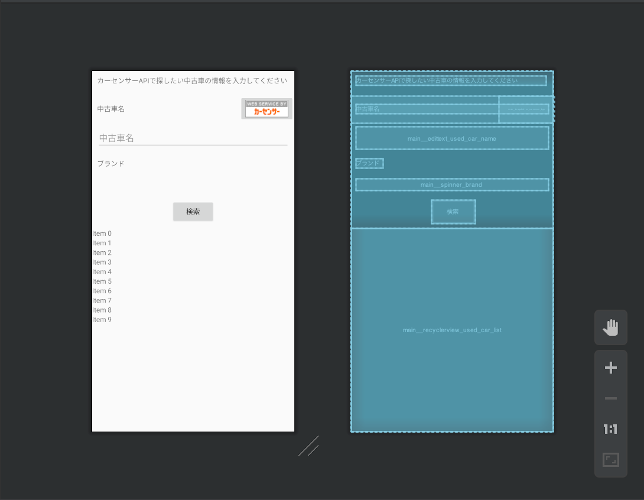 カーセンサーAPIで探したい中古車の情報を入力してください
中古車名
WEB SERVICE BY
カーセンサー
中古車名
ブランド
検索
Item 0
Item 1
Item 2
Item 3
Item 4
Item 5
Item 6
Item 7
Item 8
Item 9
カーセンサーAPIで探したい中古車の情報を入力してください
中古車名
main__edittext_used_car_name
ブランド
main__spinner_brand
検索
main__recyclerview_used_car_list
1:1